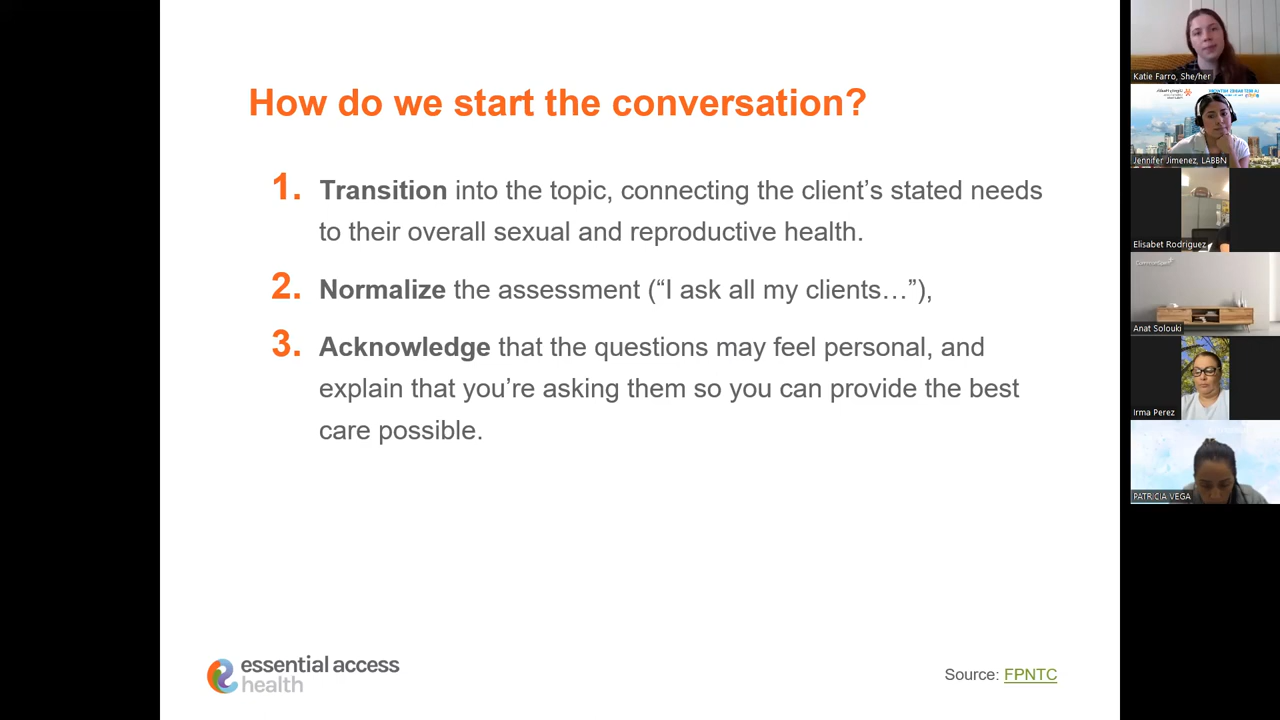 How do we start the conversation?
1. Transition into the topic, connecting the client’s stated needs
to their overall sexual and reproductive health.
2. Normalize the assessment (“I ask all my clients…”),
3. Acknowledge that the questions may feel personal, and
explain that you’re asking them so you can provide the best
care possible.
essential access
health
Source: FPNTC
Katie Farro, She/her
Jennifer Jimenez, LABBN
Elisabet Rodriguez
CommonSpirit
Anat Solouki
Irma Perez
PATRICIA VEGA